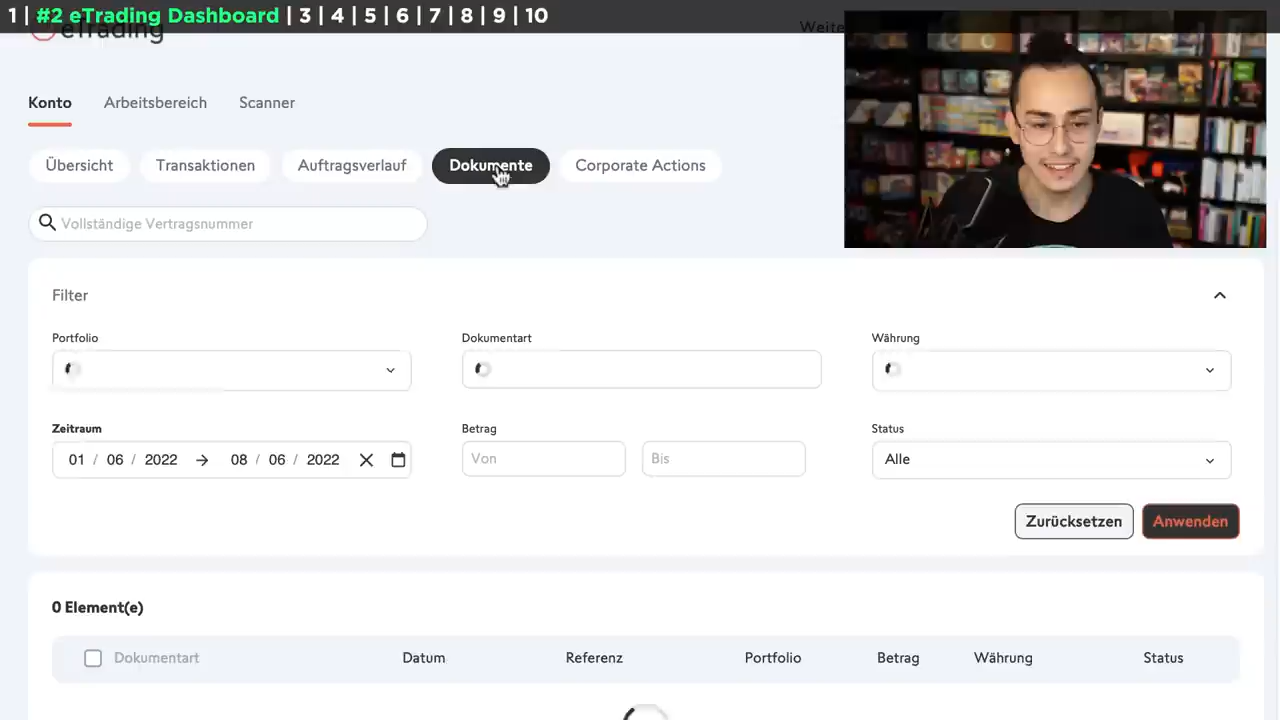 1 | #2 eTrading Dashboard | 3 | 4 | 5 | 6 | 7 | 8 | 9 | 10
eTrading
Konto Arbeitsbereich Scanner
Übersicht Transaktionen Auftragsverlauf Dokumente Corporate Actions
Vollständige Vertragsnummer
Filter
Portfolio Dokumentart Währung
Zeitraum Betrag Status
01 / 06 / 2022 → 08 / 06 / 2022 Von Bis Alle
Zurücksetzen Anwenden
0 Element(e)
Dokumentart Datum Referenz Portfolio Betrag Währung Status